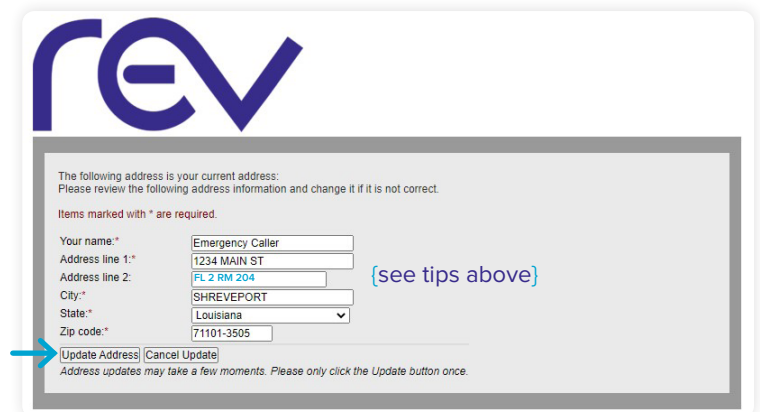 rev
The following address is your current address:
Please review the following address information and change it if it is not correct.
Items marked with * are required.
Your name:* Emergency Caller
Address line 1:* 1234 MAIN ST
Address line 2: FL 2 RM 204 {see tips above}
City:* SHREVEPORT
State:* Louisiana
Zip code:* 71101-3505
Update Address Cancel Update
Address updates may take a few moments. Please only click the Update button once.